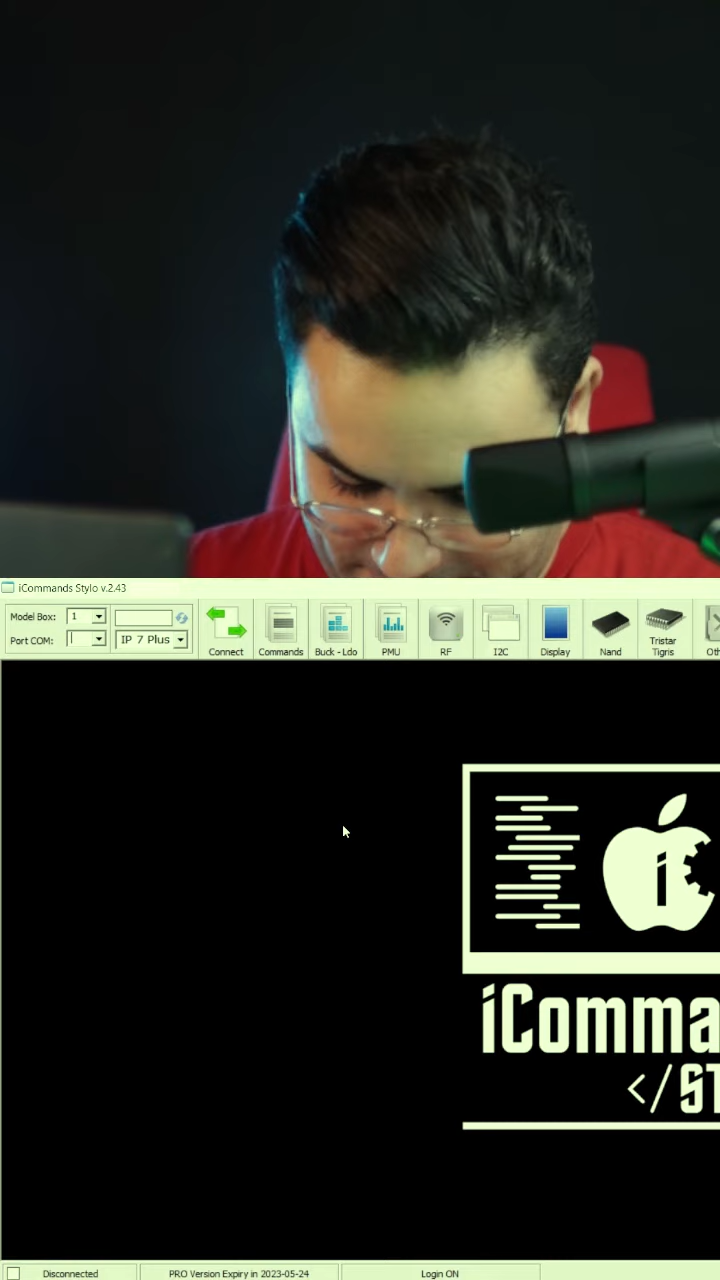 iCommands Stylo v.2.43
Model Box: 1
Port COM: IP 7 Plus
Connect
Commands
Buck - Ldo
PMU
RF
I2C
Display
Nand
Tristar
Tigris
Oth
i
iComma
</ST
Disconnected
PRO Version Expiry in 2023-05-24
Login ON